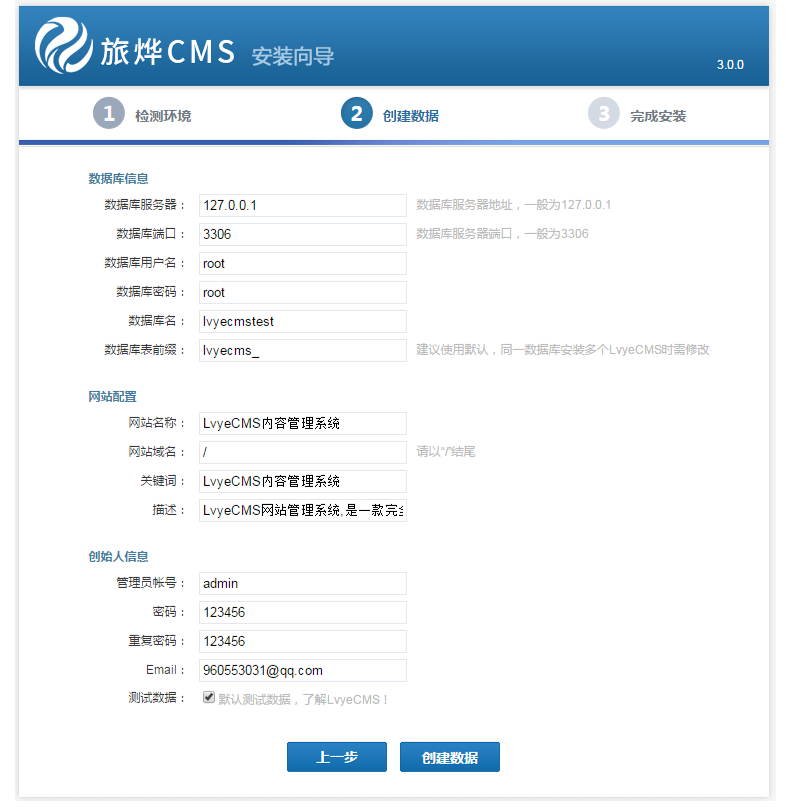 旅烨CMS 安装向导
3.0.0
1 检测环境 2 创建数据 3 完成安装
数据库信息
数据库服务器： 127.0.0.1 数据库服务器地址，一般为127.0.0.1
数据库端口： 3306 数据库服务器端口，一般为3306
数据库用户名： root
数据库密码： root
数据库名： lvyecmstest
数据库表前缀： lvyecms_ 建议使用默认，同一数据库安装多个LvyeCMS时需修改
网站配置
网站名称： LvyeCMS内容管理系统
网站域名： / 请以“/”结尾
关键词： LvyeCMS内容管理系统
描述： LvyeCMS网站管理系统,是一款完
创始人信息
管理员帐号： admin
密码： 123456
重复密码： 123456
Email： 960553031@qq.com
测试数据： 默认测试数据，了解LvyeCMS！
上一步 创建数据